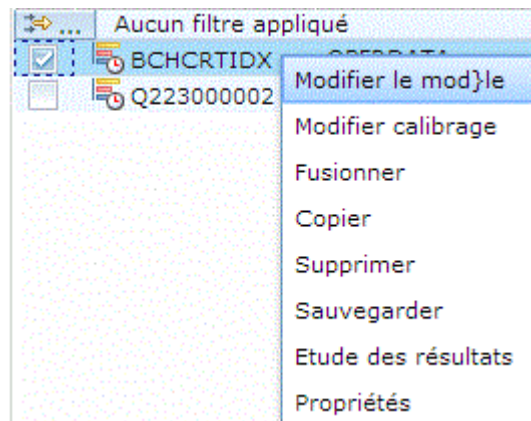 ... Aucun filtre appliqué
BCHCRTIDX OPERDATA
Q223000002
Modifier le mod}le
Modifier calibrage
Fusionner
Copier
Supprimer
Sauvegarder
Etude des résultats
Propriétés